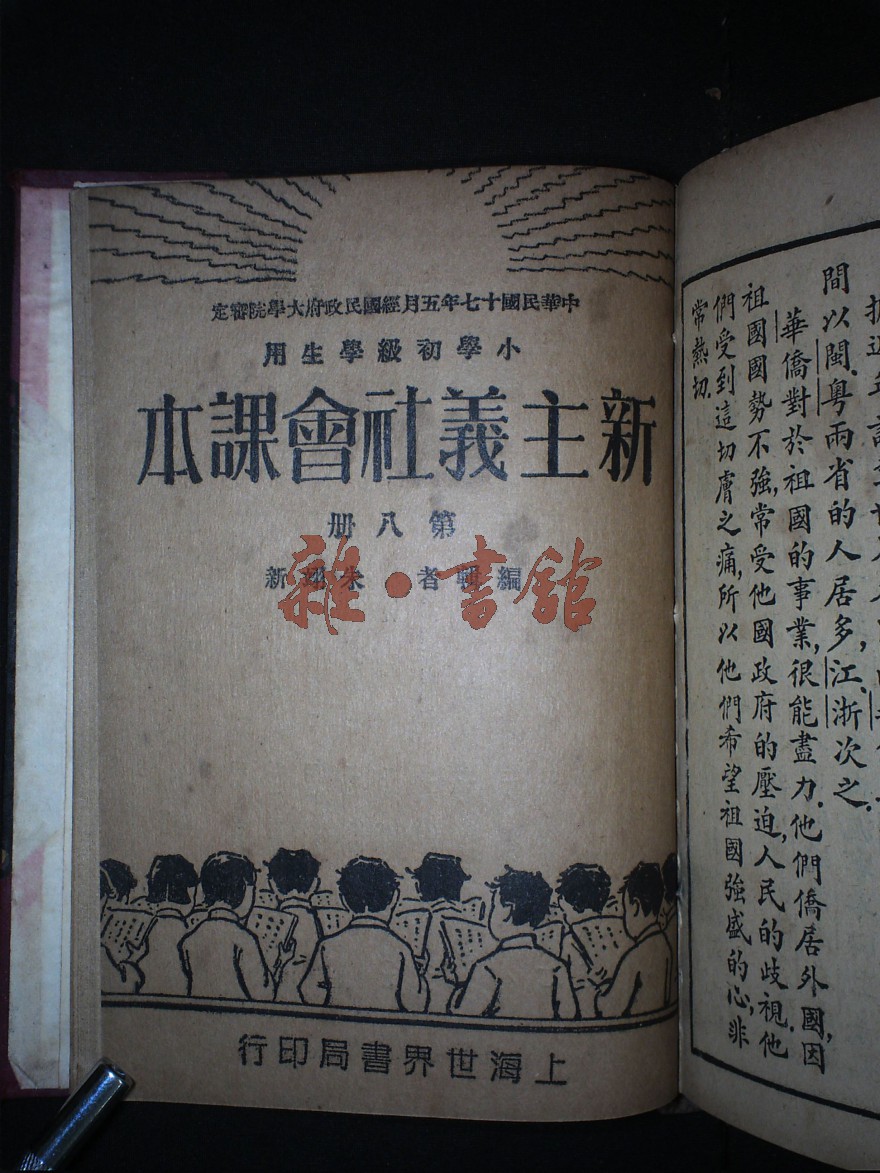 中華民國十七年五月經國民政府大學院審定
小學初級學生用
新主義社會課本
第八冊
編輯者 朱翊新
雜·書館
上海世界書局印行
間以閩、粵兩省的人居多,江、浙次之.
華僑對於祖國的事業,很能盡力.他們僑居外國,因
祖國國勢不強,常受他國政府的壓迫,人民的歧視.他
們受到這切膚之痛,所以他們希望祖國強盛的心,非
常熱切.